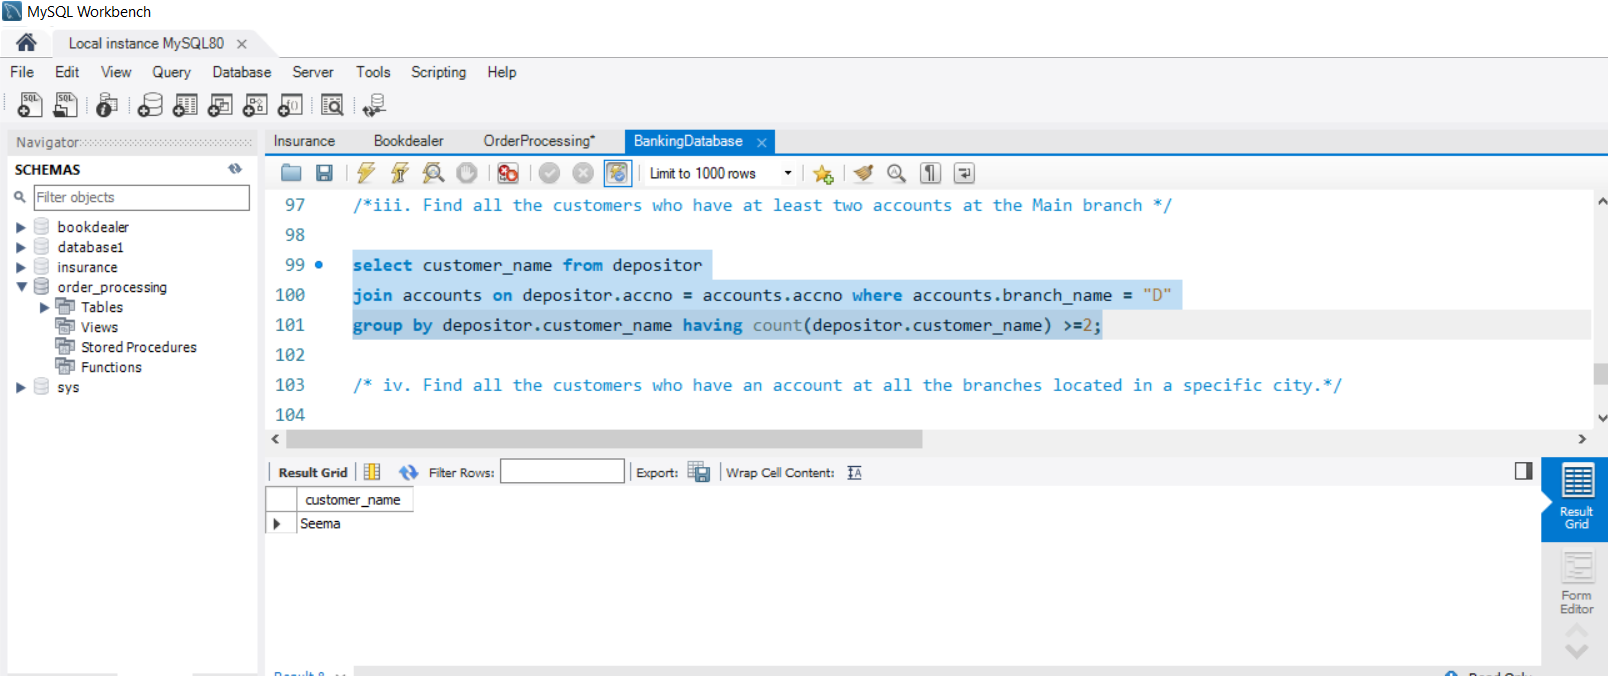 MySQL Workbench
Local instance MySQL80
File Edit View Query Database Server Tools Scripting Help
Navigator
SCHEMAS
Filter objects
bookdealer
database1
insurance
order_processing
Tables
Views
Stored Procedures
Functions
sys
Insurance Bookdealer OrderProcessing* BankingDatabase
Limit to 1000 rows
97 /*iii. Find all the customers who have at least two accounts at the Main branch */
98
99 select customer_name from depositor
100 join accounts on depositor.accno = accounts.accno where accounts.branch_name = "D"
101 group by depositor.customer_name having count(depositor.customer_name) >=2;
102
103 /* iv. Find all the customers who have an account at all the branches located in a specific city.*/
104
Result Grid Filter Rows: Export: Wrap Cell Content:
customer_name
Seema
Result
Grid
Form
Editor